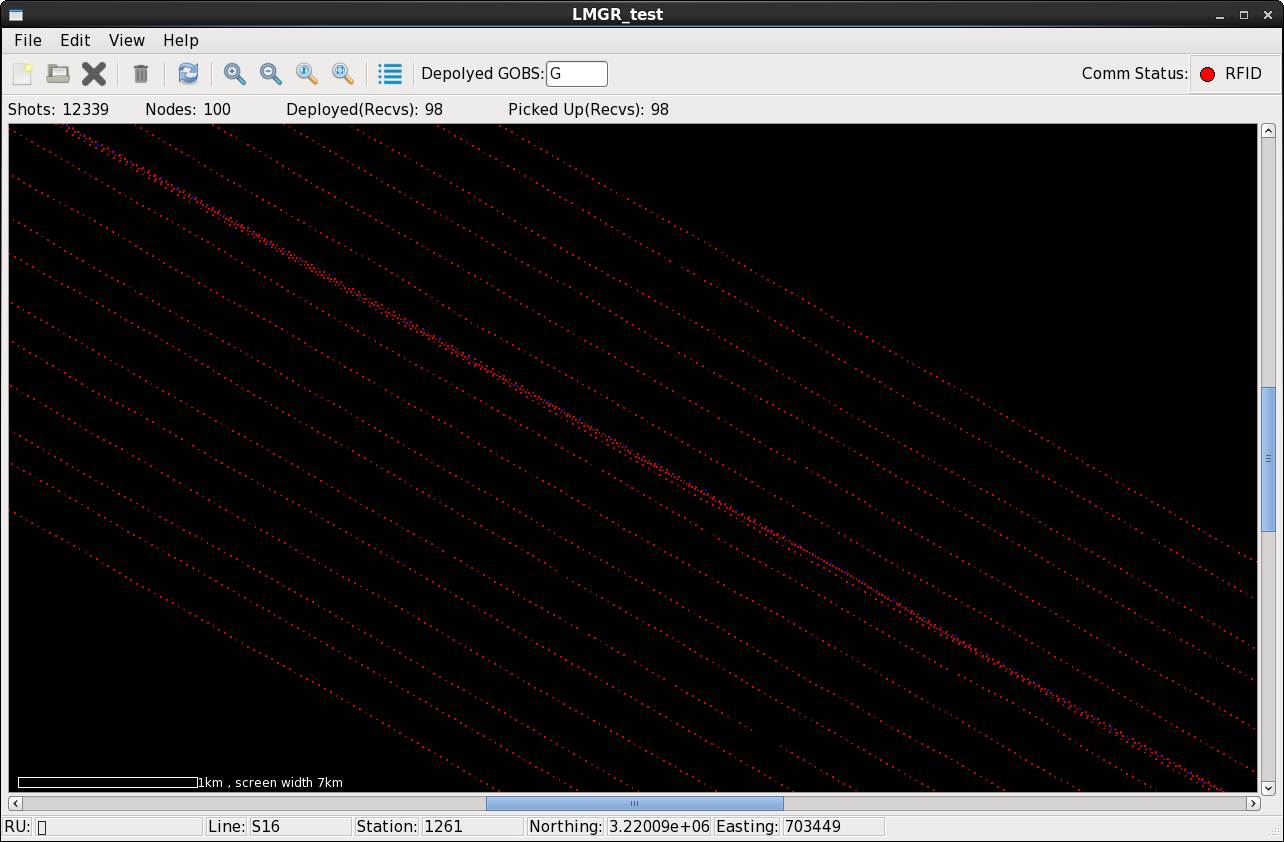 LMGR_test
File Edit View Help
Depolyed GOBS: G Comm Status: RFID
Shots: 12339 Nodes: 100 Deployed(Recvs): 98 Picked Up(Recvs): 98
1km , screen width 7km
RU: [] Line: S16 Station: 1261 Northing: 3.22009e+06 Easting: 703449